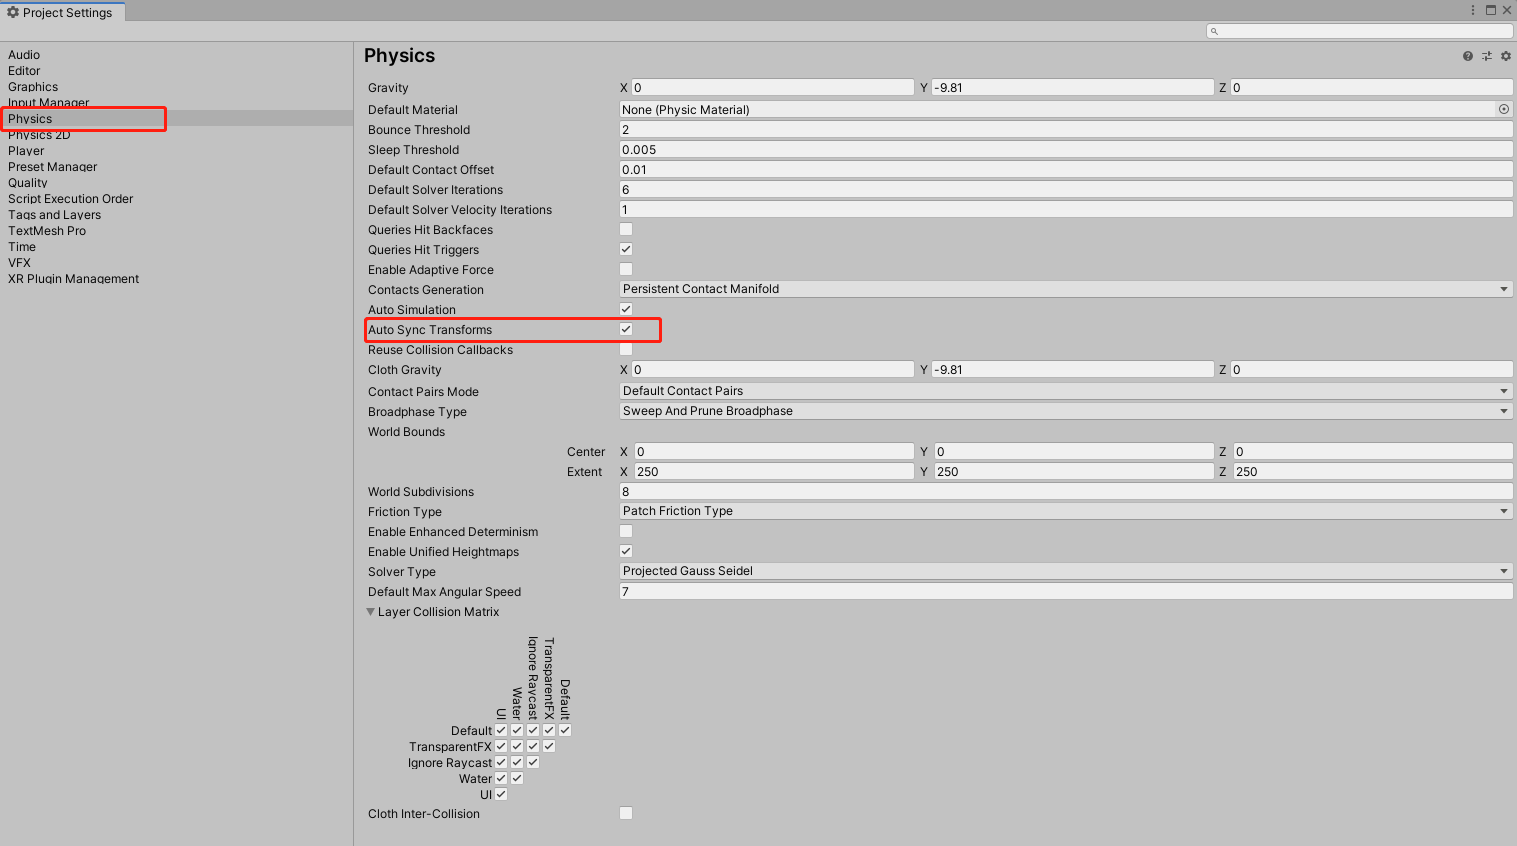 Project Settings
Audio
Editor
Graphics
Input Manager
Physics
Physics 2D
Player
Preset Manager
Quality
Script Execution Order
Tags and Layers
TextMesh Pro
Time
VFX
XR Plugin Management
Physics
Gravity X 0 Y -9.81 Z 0
Default Material None (Physic Material)
Bounce Threshold 2
Sleep Threshold 0.005
Default Contact Offset 0.01
Default Solver Iterations 6
Default Solver Velocity Iterations 1
Queries Hit Backfaces
Queries Hit Triggers
Enable Adaptive Force
Contacts Generation Persistent Contact Manifold
Auto Simulation
Auto Sync Transforms
Reuse Collision Callbacks
Cloth Gravity X 0 Y -9.81 Z 0
Contact Pairs Mode Default Contact Pairs
Broadphase Type Sweep And Prune Broadphase
World Bounds
Center X 0 Y 0 Z 0
Extent X 250 Y 250 Z 250
World Subdivisions 8
Friction Type Patch Friction Type
Enable Enhanced Determinism
Enable Unified Heightmaps
Solver Type Projected Gauss Seidel
Default Max Angular Speed 7
Layer Collision Matrix
UI
Water
Ignore Raycast
TransparentFX
Default
Default
TransparentFX
Ignore Raycast
Water
UI
Cloth Inter-Collision